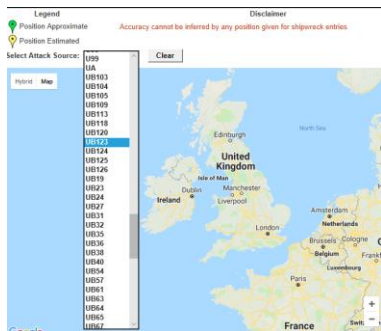 Legend
Disclaimer
Position Approximate
Accuracy cannot be inferred by any position given for shipwreck entries
Position Estimated
Select Attack Source:
Clear
U99
UA
UB103
UB104
UB105
UB109
UB113
UB118
UB120
UB123
UB124
UB125
UB126
UB19
UB23
UB24
UB27
UB31
UB32
UB35
UB36
UB38
UB40
UB54
UB57
UB61
UB63
UB64
UB65
UB67
Hybrid
Map
North Sea
Edinburgh
United
Kingdom
Isle of Man
Dublin
Manchester
Ireland
Liverpool
Amsterdam
Netherlands
London
Brussels
Cologne
Belgium
Luxembourg
Paris
France
+
−